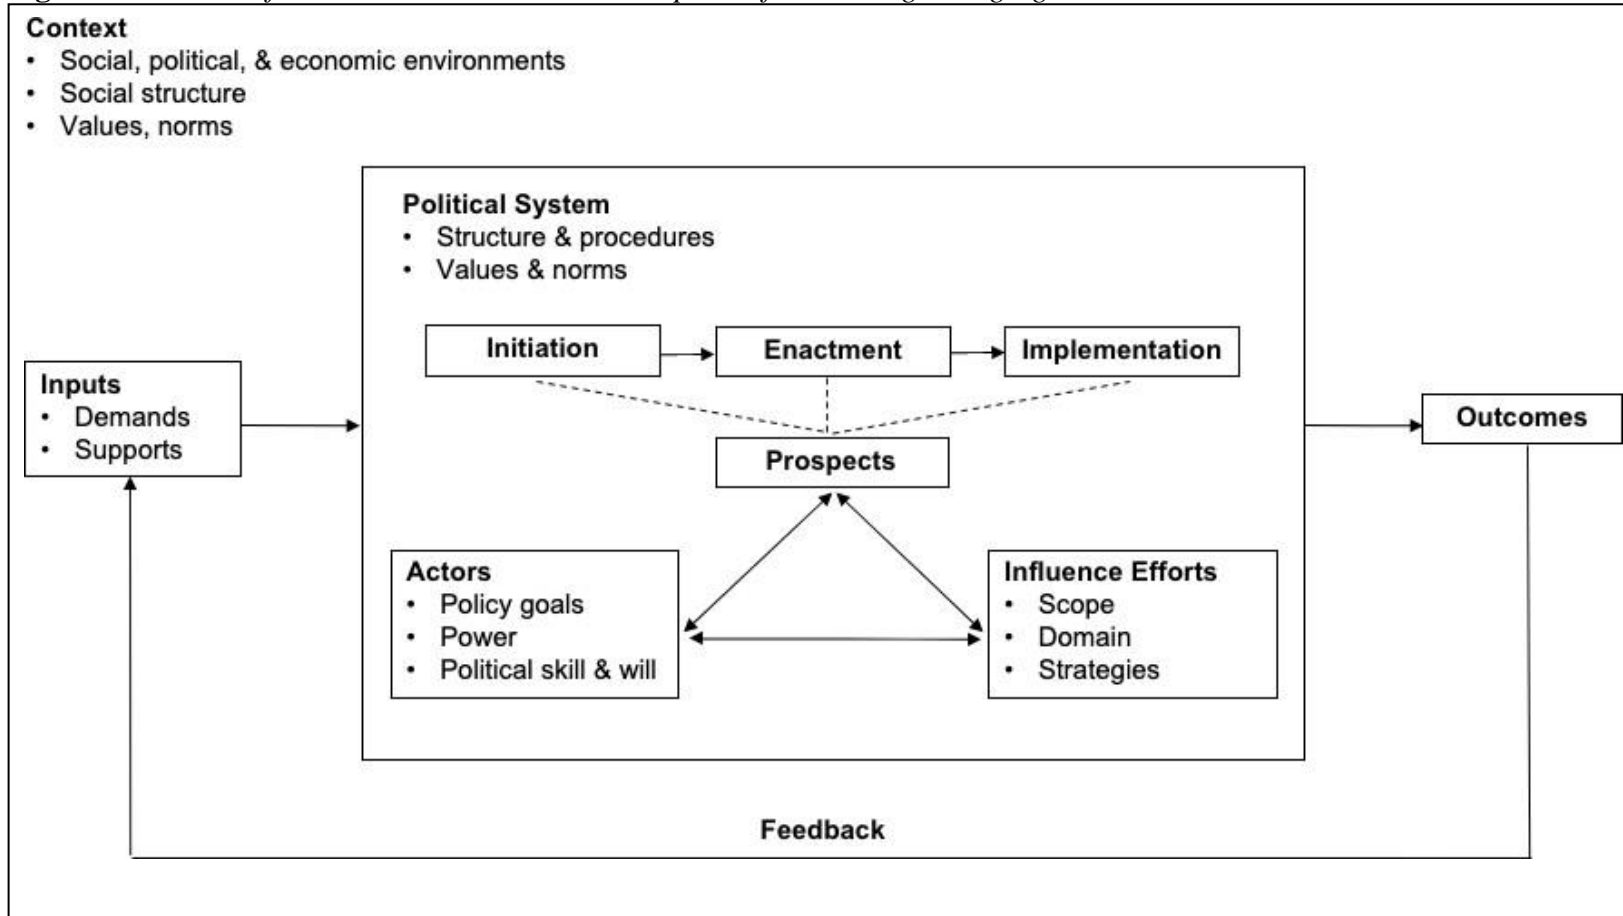 Context
• Social, political, & economic environments
• Social structure
• Values, norms
Political System
• Structure & procedures
• Values & norms
Initiation
Enactment
Implementation
Inputs
• Demands
• Supports
Prospects
Outcomes
Actors
• Policy goals
• Power
• Political skill & will
Influence Efforts
• Scope
• Domain
• Strategies
Feedback